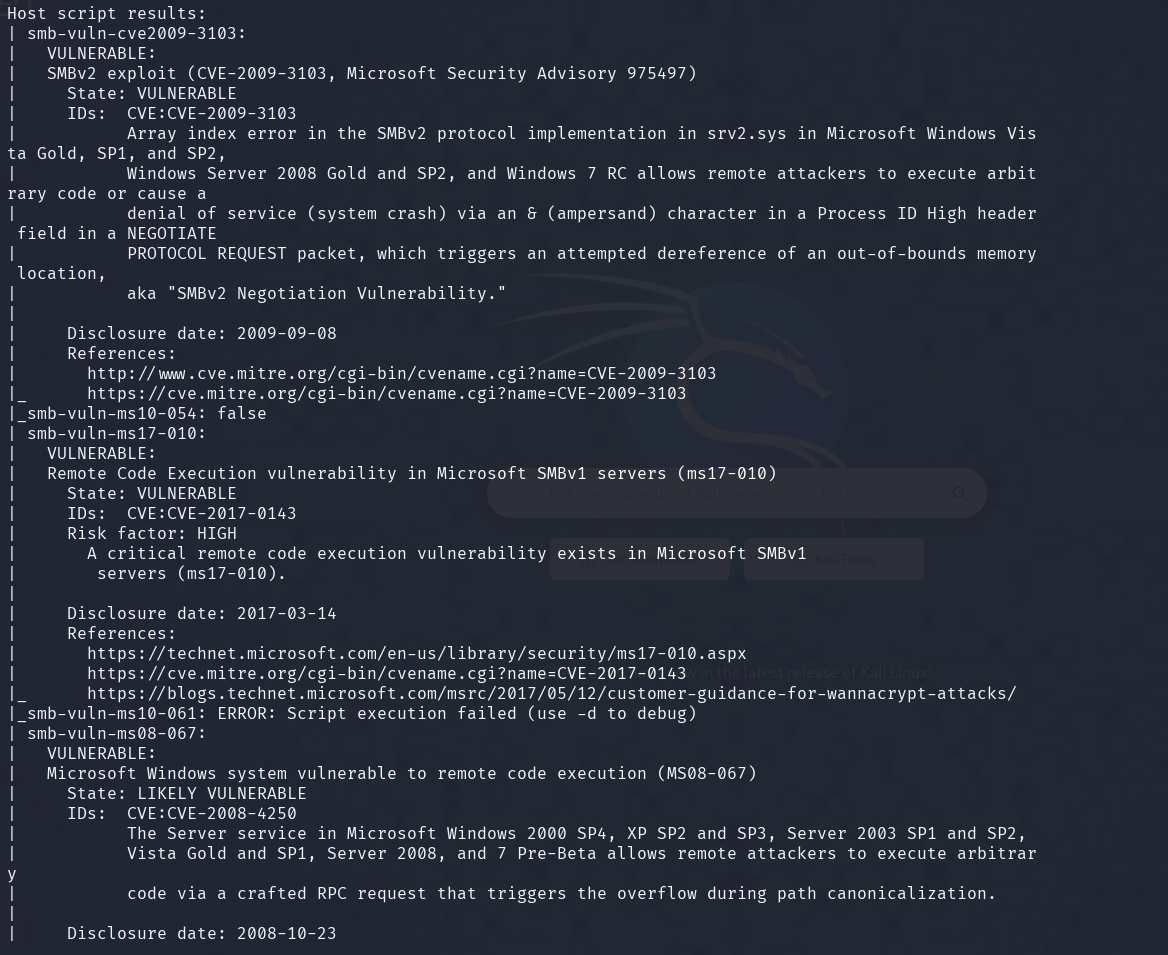 Host script results:
| smb-vuln-cve2009-3103:
|   VULNERABLE:
|   SMBv2 exploit (CVE-2009-3103, Microsoft Security Advisory 975497)
|     State: VULNERABLE
|     IDs:  CVE:CVE-2009-3103
|           Array index error in the SMBv2 protocol implementation in srv2.sys in Microsoft Windows Vis
ta Gold, SP1, and SP2,
|           Windows Server 2008 Gold and SP2, and Windows 7 RC allows remote attackers to execute arbit
rary code or cause a
|           denial of service (system crash) via an & (ampersand) character in a Process ID High header
 field in a NEGOTIATE
|           PROTOCOL REQUEST packet, which triggers an attempted dereference of an out-of-bounds memory
 location,
|           aka "SMBv2 Negotiation Vulnerability."
|
|     Disclosure date: 2009-09-08
|     References:
|       http://www.cve.mitre.org/cgi-bin/cvename.cgi?name=CVE-2009-3103
|_      https://cve.mitre.org/cgi-bin/cvename.cgi?name=CVE-2009-3103
|_smb-vuln-ms10-054: false
| smb-vuln-ms17-010:
|   VULNERABLE:
|   Remote Code Execution vulnerability in Microsoft SMBv1 servers (ms17-010)
|     State: VULNERABLE
|     IDs:  CVE:CVE-2017-0143
|     Risk factor: HIGH
|       A critical remote code execution vulnerability exists in Microsoft SMBv1
|        servers (ms17-010).
|
|     Disclosure date: 2017-03-14
|     References:
|       https://technet.microsoft.com/en-us/library/security/ms17-010.aspx
|       https://cve.mitre.org/cgi-bin/cvename.cgi?name=CVE-2017-0143
|_      https://blogs.technet.microsoft.com/msrc/2017/05/12/customer-guidance-for-wannacrypt-attacks/
|_smb-vuln-ms10-061: ERROR: Script execution failed (use -d to debug)
| smb-vuln-ms08-067:
|   VULNERABLE:
|   Microsoft Windows system vulnerable to remote code execution (MS08-067)
|     State: LIKELY VULNERABLE
|     IDs:  CVE:CVE-2008-4250
|           The Server service in Microsoft Windows 2000 SP4, XP SP2 and SP3, Server 2003 SP1 and SP2,
|           Vista Gold and SP1, Server 2008, and 7 Pre-Beta allows remote attackers to execute arbitrar
y
|           code via a crafted RPC request that triggers the overflow during path canonicalization.
|
|     Disclosure date: 2008-10-23
Kali Tools
in the latest release of Kali Linux!